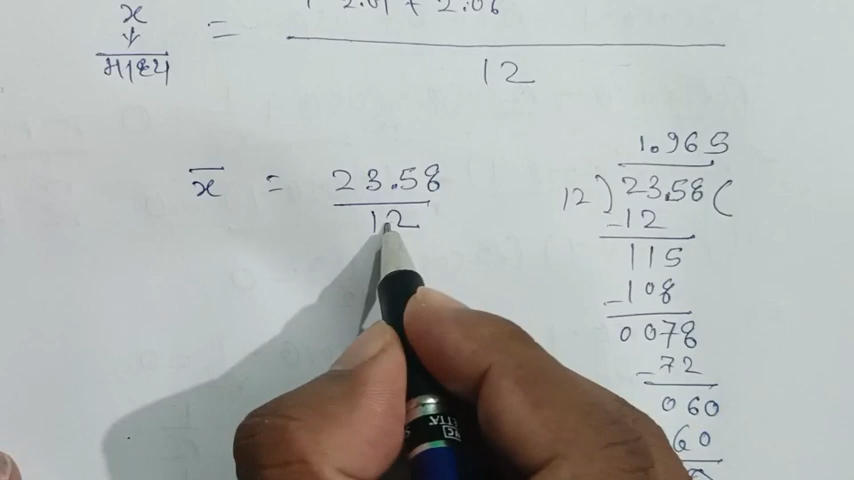 2.01 + 2.06
x = 12
माध्य
x̄ = 23.58
12
1.965
12 ) 23.58 (
-12
115
-108
0078
-72
060
60